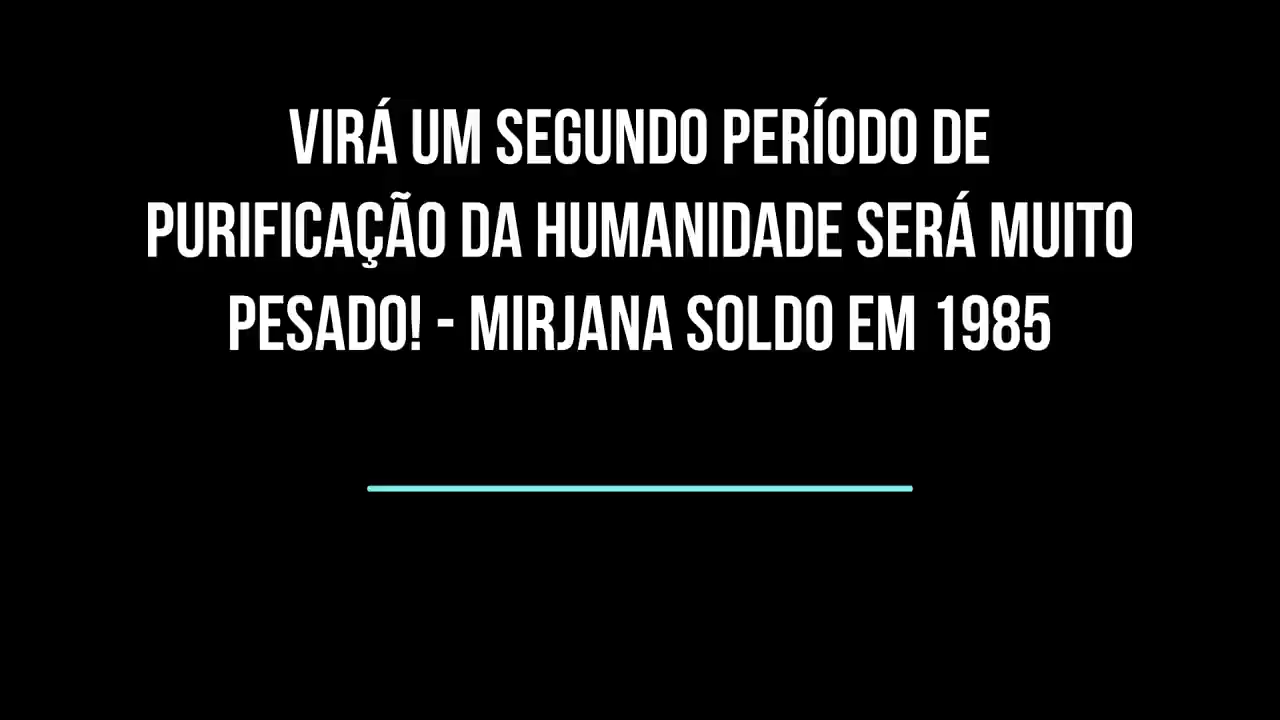 VIRÁ UM SEGUNDO PERÍODO DE
PURIFICAÇÃO DA HUMANIDADE SERÁ MUITO
PESADO! - MIRJANA SOLDO EM 1985